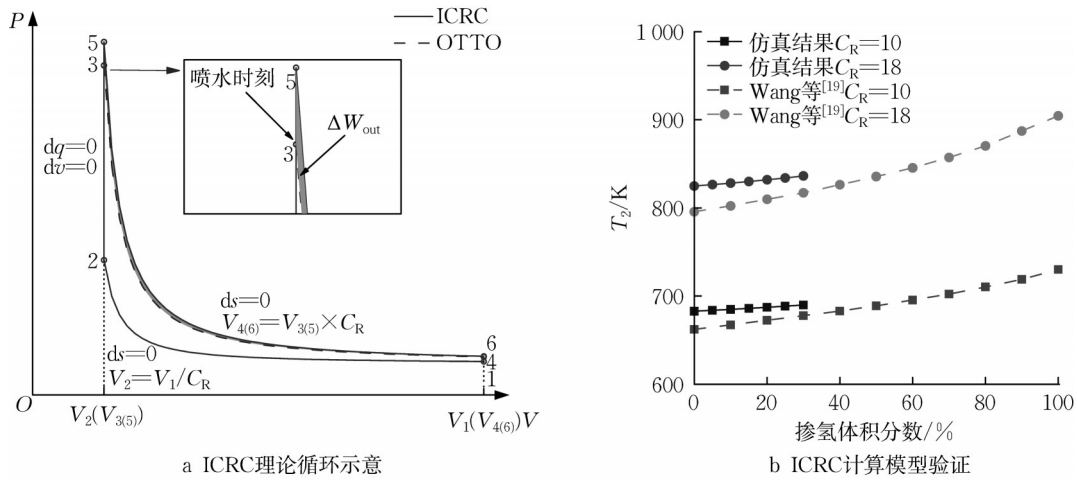 P
ICRC
OTTO
5
3
喷水时刻
5
3
ΔWout
dq=0
dv=0
2
ds=0
V4(6)=V3(5)×CR
ds=0
V2=V1/CR
6
4
1
O
V2(V3(5))
V1(V4(6))
V
a ICRC理论循环示意
1 000
900
800
700
600
T2/K
仿真结果CR=10
仿真结果CR=18
Wang等[19]CR=10
Wang等[19]CR=18
0 20 40 60 80 100
掺氢体积分数/%
b ICRC计算模型验证